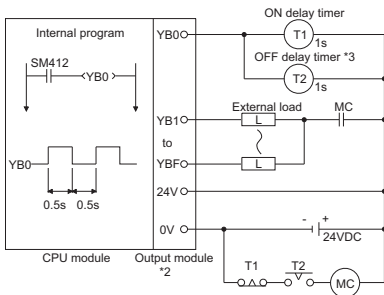 ON delay timer
Internal program
YB0
T1
1s
SM412
YB0
OFF delay timer *3
T2
1s
External load
MC
YB1
L
to
YB0
YBF
L
0.5s
0.5s
24V
0V
- +
24VDC
CPU module
Output module
*2
T1
T2
MC